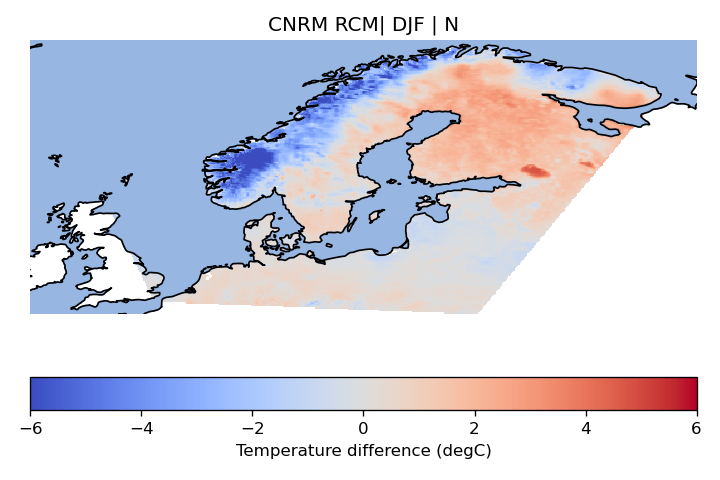 CNRM RCM| DJF | N
−6 −4 −2 0 2 4 6
Temperature difference (degC)